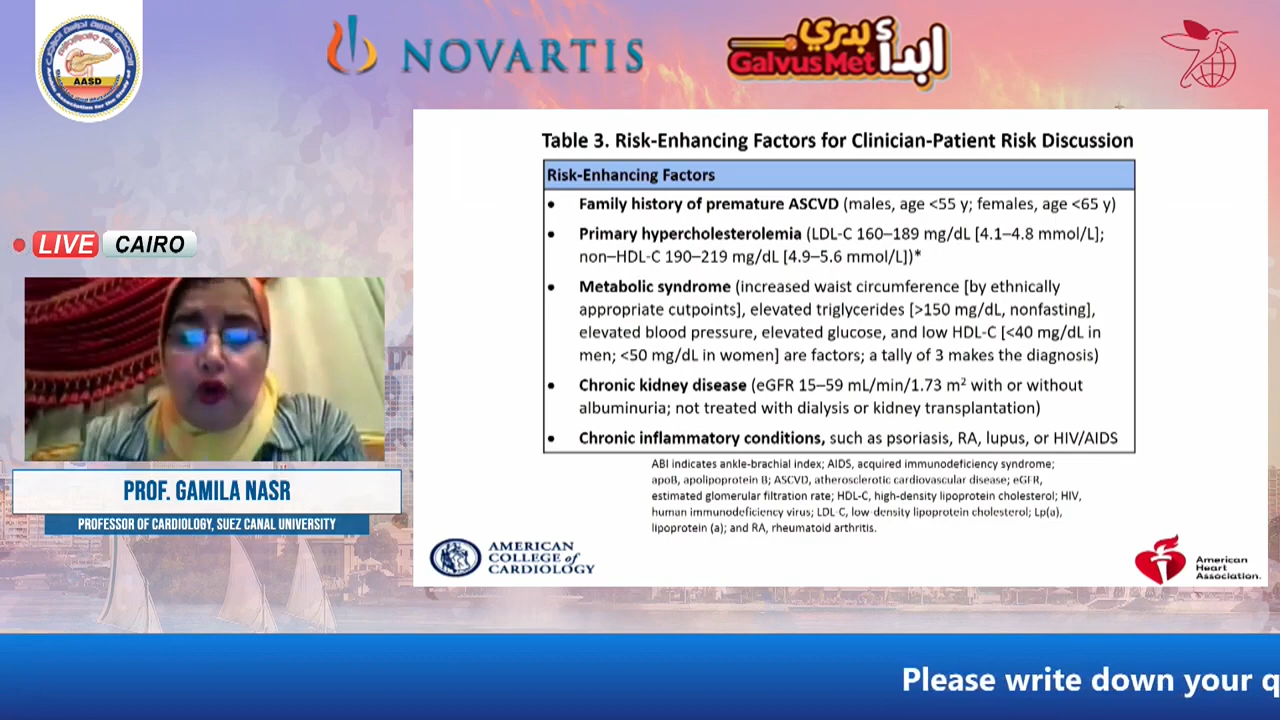 AASD
NOVARTIS
ابدأ بدري
GalvusMet
LIVE CAIRO
PROF. GAMILA NASR
PROFESSOR OF CARDIOLOGY, SUEZ CANAL UNIVERSITY
Table 3. Risk-Enhancing Factors for Clinician-Patient Risk Discussion
Risk-Enhancing Factors
• Family history of premature ASCVD (males, age <55 y; females, age <65 y)
• Primary hypercholesterolemia (LDL-C 160–189 mg/dL [4.1–4.8 mmol/L];
non–HDL-C 190–219 mg/dL [4.9–5.6 mmol/L])*
• Metabolic syndrome (increased waist circumference [by ethnically
appropriate cutpoints], elevated triglycerides [>150 mg/dL, nonfasting],
elevated blood pressure, elevated glucose, and low HDL-C [<40 mg/dL in
men; <50 mg/dL in women] are factors; a tally of 3 makes the diagnosis)
• Chronic kidney disease (eGFR 15–59 mL/min/1.73 m² with or without
albuminuria; not treated with dialysis or kidney transplantation)
• Chronic inflammatory conditions, such as psoriasis, RA, lupus, or HIV/AIDS
ABI indicates ankle-brachial index; AIDS, acquired immunodeficiency syndrome;
apoB, apolipoprotein B; ASCVD, atherosclerotic cardiovascular disease; eGFR,
estimated glomerular filtration rate; HDL-C, high-density lipoprotein cholesterol; HIV,
human immunodeficiency virus; LDL-C, low-density lipoprotein cholesterol; Lp(a),
lipoprotein (a); and RA, rheumatoid arthritis.
AMERICAN
COLLEGE of
CARDIOLOGY
American
Heart
Association.
Please write down your q